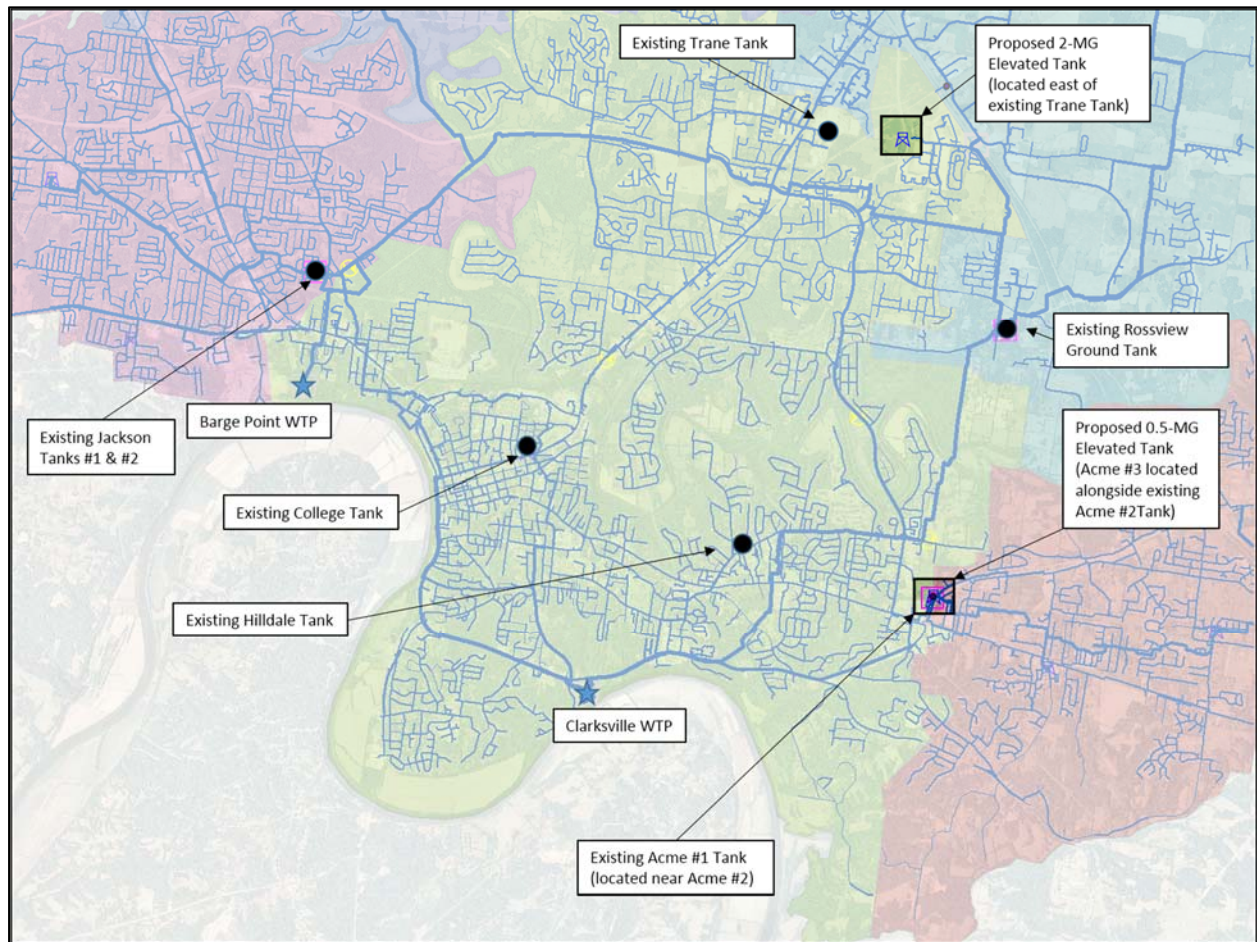 Existing Trane Tank
Proposed 2-MG
Elevated Tank
(located east of
existing Trane Tank)
Existing Rossview
Ground Tank
Barge Point WTP
Existing Jackson
Tanks #1 & #2
Proposed 0.5-MG
Elevated Tank
(Acme #3 located
alongside existing
Acme #2Tank)
Existing College Tank
Existing Hilldale Tank
Clarksville WTP
Existing Acme #1 Tank
(located near Acme #2)